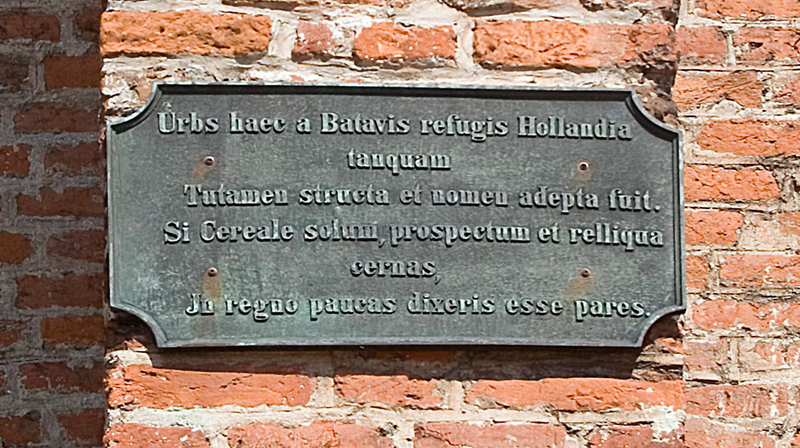 Urbs haec a Batavis refugis Hollandia
tanquam
Tutamen structa et nomen adepta fuit.
Si Cereale solum, prospectum et relliqua
cernas,
In regno paucas dixeris esse pares.